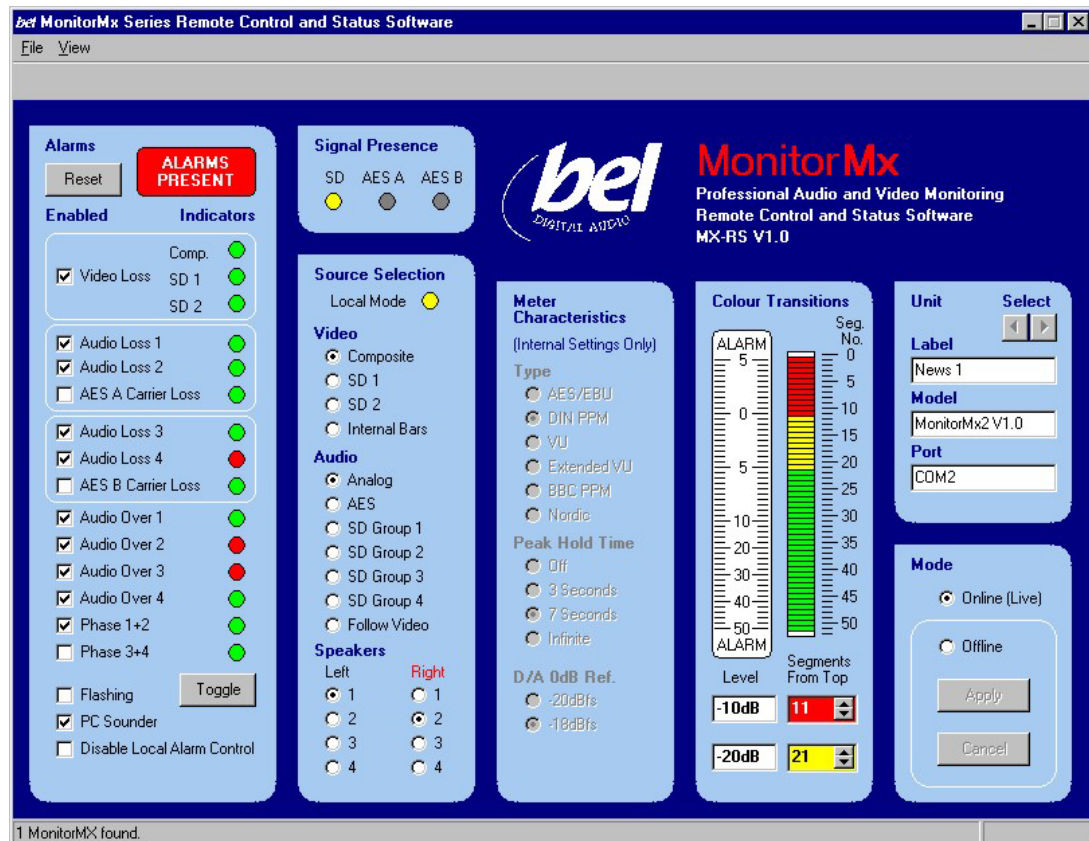 bel MonitorMx Series Remote Control and Status Software
File View
Alarms
Reset
ALARMS
PRESENT
Enabled Indicators
Comp.
Video Loss SD 1
SD 2
Audio Loss 1
Audio Loss 2
AES A Carrier Loss
Audio Loss 3
Audio Loss 4
AES B Carrier Loss
Audio Over 1
Audio Over 2
Audio Over 3
Audio Over 4
Phase 1+2
Phase 3+4
Flashing
Toggle
PC Sounder
Disable Local Alarm Control
Signal Presence
SD AES A AES B
Source Selection
Local Mode
Video
Composite
SD 1
SD 2
Internal Bars
Audio
Analog
AES
SD Group 1
SD Group 2
SD Group 3
SD Group 4
Follow Video
Speakers
Left Right
1 1
2 2
3 3
4 4
bel
DIGITAL AUDIO
MonitorMx
Professional Audio and Video Monitoring
Remote Control and Status Software
MX-RS V1.0
Meter
Characteristics
(Internal Settings Only)
Type
AES/EBU
DIN PPM
VU
Extended VU
BBC PPM
Nordic
Peak Hold Time
Off
3 Seconds
7 Seconds
Infinite
D/A 0dB Ref.
-20dBfs
-18dBfs
Colour Transitions
Seg.
No.
ALARM
5
0
5
10
20
30
40
50
ALARM
0
5
10
15
20
25
30
35
40
45
50
Level
Segments
From Top
-10dB 11
-20dB 21
Unit Select
Label
News 1
Model
MonitorMx2 V1.0
Port
COM2
Mode
Online (Live)
Offline
Apply
Cancel
1 MonitorMX found.